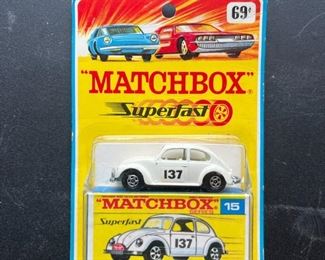 69¢
"MATCHBOX"
Superfast
137
"MATCHBOX" 15
Superfast
137